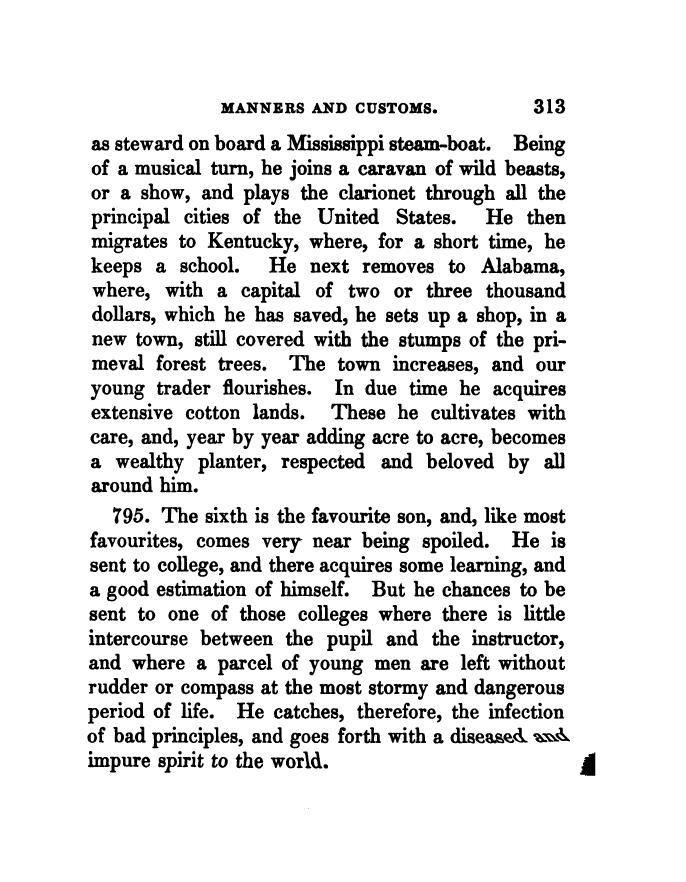 MANNERS AND CUSTOMS. 313
as steward on board a Mississippi steam-boat. Being
of a musical turn, he joins a caravan of wild beasts,
or a show, and plays the clarionet through all the
principal cities of the United States. He then
migrates to Kentucky, where, for a short time, he
keeps a school. He next removes to Alabama,
where, with a capital of two or three thousand
dollars, which he has saved, he sets up a shop, in a
new town, still covered with the stumps of the pri-
meval forest trees. The town increases, and our
young trader flourishes. In due time he acquires
extensive cotton lands. These he cultivates with
care, and, year by year adding acre to acre, becomes
a wealthy planter, respected and beloved by all
around him.
795. The sixth is the favourite son, and, like most
favourites, comes very near being spoiled. He is
sent to college, and there acquires some learning, and
a good estimation of himself. But he chances to be
sent to one of those colleges where there is little
intercourse between the pupil and the instructor,
and where a parcel of young men are left without
rudder or compass at the most stormy and dangerous
period of life. He catches, therefore, the infection
of bad principles, and goes forth with a diseased and
impure spirit to the world.